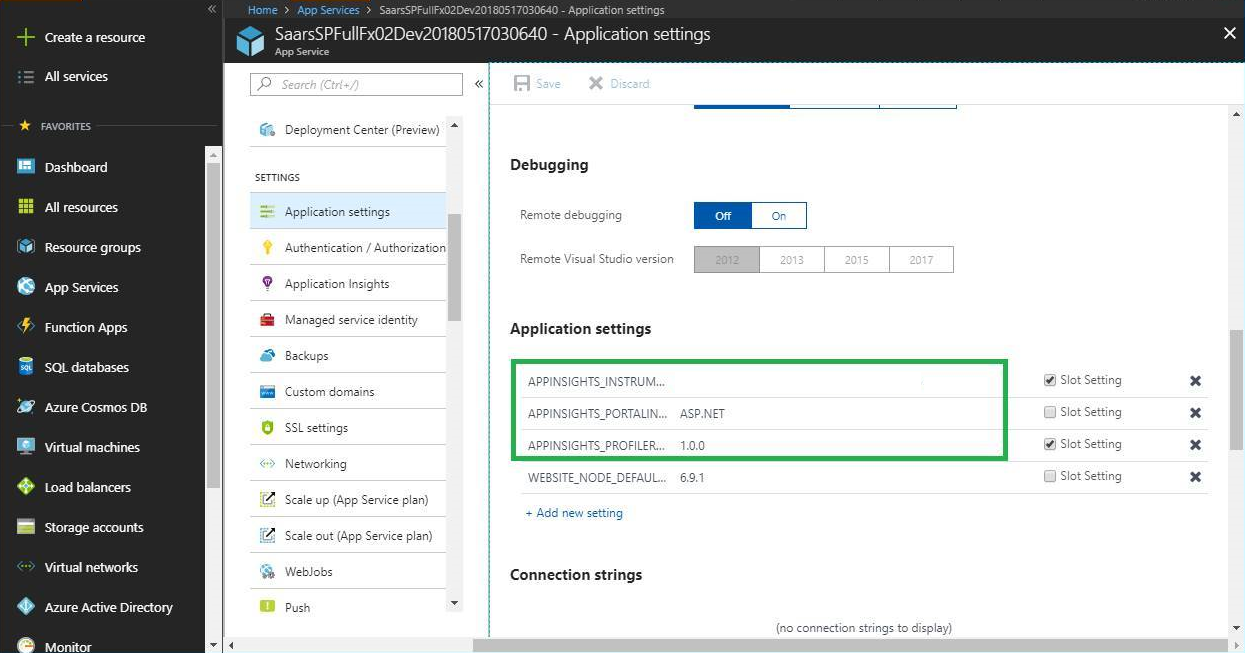 Home > App Services > SaarsSPFullFx02Dev20180517030640 - Application settings
SaarsSPFullFx02Dev20180517030640 - Application settings
App Service
«
Create a resource
All services
FAVORITES
Dashboard
All resources
Resource groups
App Services
Function Apps
SQL databases
Azure Cosmos DB
Virtual machines
Load balancers
Storage accounts
Virtual networks
Azure Active Directory
Monitor
Search (Ctrl+/)
«
Deployment Center (Preview)
SETTINGS
Application settings
Authentication / Authorization
Application Insights
Managed service identity
Backups
Custom domains
SSL settings
Networking
Scale up (App Service plan)
Scale out (App Service plan)
WebJobs
Push
Save Discard
Debugging
Remote debugging Off On
Remote Visual Studio version 2012 2013 2015 2017
Application settings
APPINSIGHTS_INSTRUM... Slot Setting
APPINSIGHTS_PORTALIN... ASP.NET Slot Setting
APPINSIGHTS_PROFILER... 1.0.0 Slot Setting
WEBSITE_NODE_DEFAUL... 6.9.1 Slot Setting
+ Add new setting
Connection strings
(no connection strings to display)